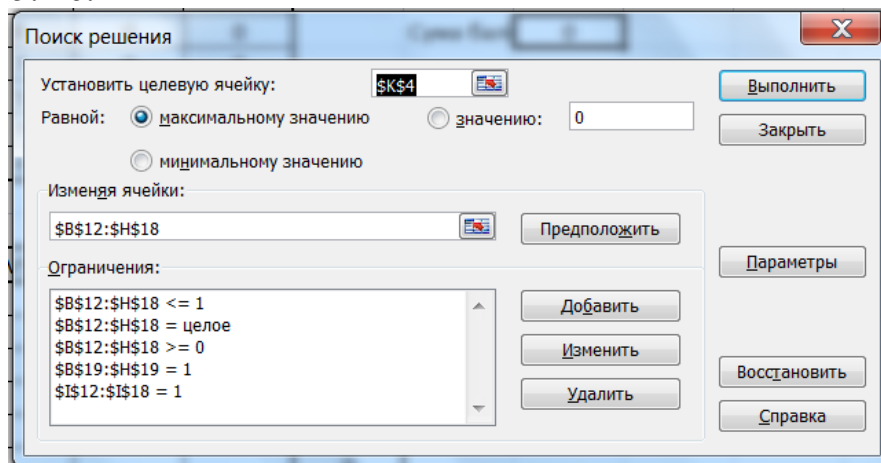 Поиск решения
Установить целевую ячейку: $K$4
Равной: максимальному значению значению: 0
минимальному значению
Изменяя ячейки:
$B$12:$H$18
Ограничения:
$B$12:$H$18 <= 1
$B$12:$H$18 = целое
$B$12:$H$18 >= 0
$B$19:$H$19 = 1
$I$12:$I$18 = 1
Предположить
Добавить
Изменить
Удалить
Выполнить
Закрыть
Параметры
Восстановить
Справка